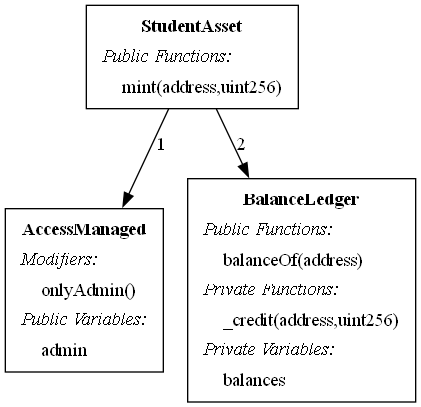 StudentAsset
Public Functions:
mint(address,uint256)
1
2
AccessManaged
Modifiers:
onlyAdmin()
Public Variables:
admin
BalanceLedger
Public Functions:
balanceOf(address)
Private Functions:
_credit(address,uint256)
Private Variables:
balances